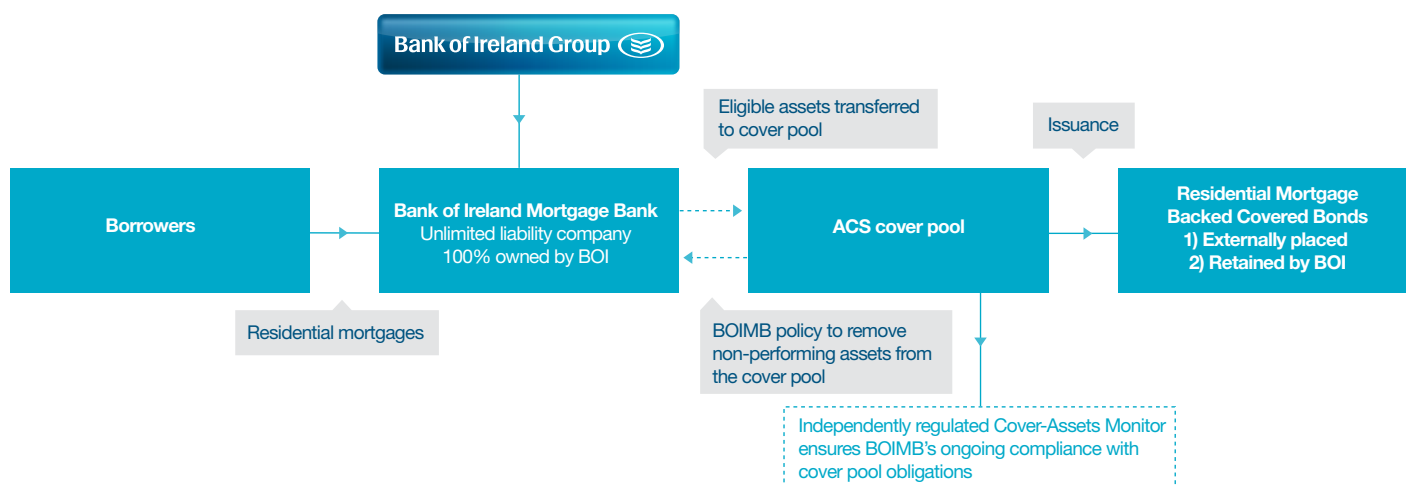 Bank of Ireland Group
Eligible assets transferred
to cover pool
Issuance
Borrowers
Bank of Ireland Mortgage Bank
Unlimited liability company
100% owned by BOI
ACS cover pool
Residential Mortgage
Backed Covered Bonds
1) Externally placed
2) Retained by BOI
Residential mortgages
BOIMB policy to remove
non-performing assets from
the cover pool
Independently regulated Cover-Assets Monitor
ensures BOIMB’s ongoing compliance with
cover pool obligations